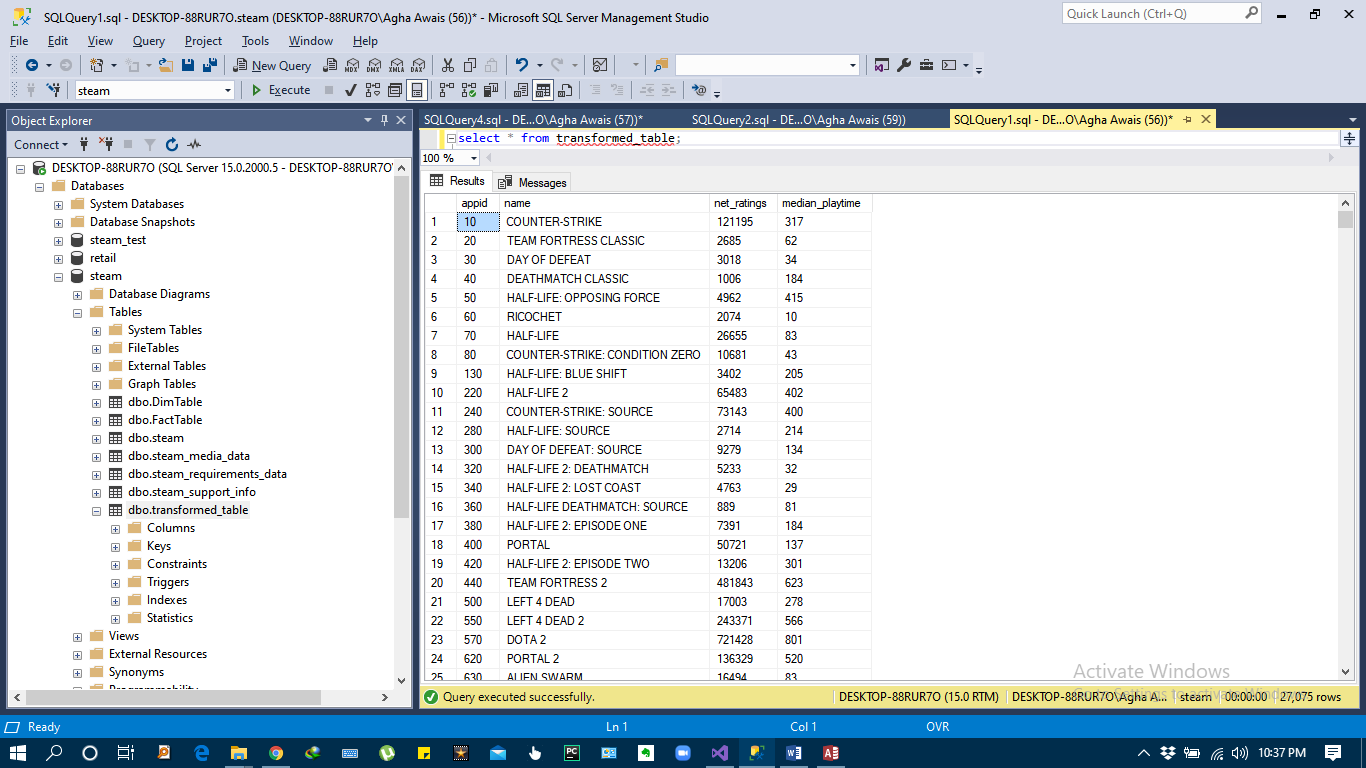 SQLQuery1.sql - DESKTOP-88RUR7O.steam (DESKTOP-88RUR7O\Agha Awais (56))* - Microsoft SQL Server Management Studio
Quick Launch (Ctrl+Q)
File Edit View Query Project Tools Window Help
New Query
MDX DMX XMLA DAX
steam
Execute
Object Explorer
Connect
DESKTOP-88RUR7O (SQL Server 15.0.2000.5 - DESKTOP-88RUR7O\
Databases
System Databases
Database Snapshots
steam_test
retail
steam
Database Diagrams
Tables
System Tables
FileTables
External Tables
Graph Tables
dbo.DimTable
dbo.FactTable
dbo.steam
dbo.steam_media_data
dbo.steam_requirements_data
dbo.steam_support_info
dbo.transformed_table
Columns
Keys
Constraints
Triggers
Indexes
Statistics
Views
External Resources
Synonyms
Programmability
SQLQuery4.sql - DE...O\Agha Awais (57))* SQLQuery2.sql - DE...O\Agha Awais (59)) SQLQuery1.sql - DE...O\Agha Awais (56))*
select * from transformed_table;
100 %
Results Messages
appid name net_ratings median_playtime
1 10 COUNTER-STRIKE 121195 317
2 20 TEAM FORTRESS CLASSIC 2685 62
3 30 DAY OF DEFEAT 3018 34
4 40 DEATHMATCH CLASSIC 1006 184
5 50 HALF-LIFE: OPPOSING FORCE 4962 415
6 60 RICOCHET 2074 10
7 70 HALF-LIFE 26655 83
8 80 COUNTER-STRIKE: CONDITION ZERO 10681 43
9 130 HALF-LIFE: BLUE SHIFT 3402 205
10 220 HALF-LIFE 2 65483 402
11 240 COUNTER-STRIKE: SOURCE 73143 400
12 280 HALF-LIFE: SOURCE 2714 214
13 300 DAY OF DEFEAT: SOURCE 9279 134
14 320 HALF-LIFE 2: DEATHMATCH 5233 32
15 340 HALF-LIFE 2: LOST COAST 4763 29
16 360 HALF-LIFE DEATHMATCH: SOURCE 889 81
17 380 HALF-LIFE 2: EPISODE ONE 7391 184
18 400 PORTAL 50721 137
19 420 HALF-LIFE 2: EPISODE TWO 13206 301
20 440 TEAM FORTRESS 2 481843 623
21 500 LEFT 4 DEAD 17003 278
22 550 LEFT 4 DEAD 2 243371 566
23 570 DOTA 2 721428 801
24 620 PORTAL 2 136329 520
25 630 ALIEN SWARM 16494 83
Activate Windows
Go to Settings to activate Windows.
Query executed successfully. DESKTOP-88RUR7O (15.0 RTM) DESKTOP-88RUR7O\Agha A... steam 00:00:00 27,075 rows
Ready Ln 1 Col 1 OVR
10:37 PM